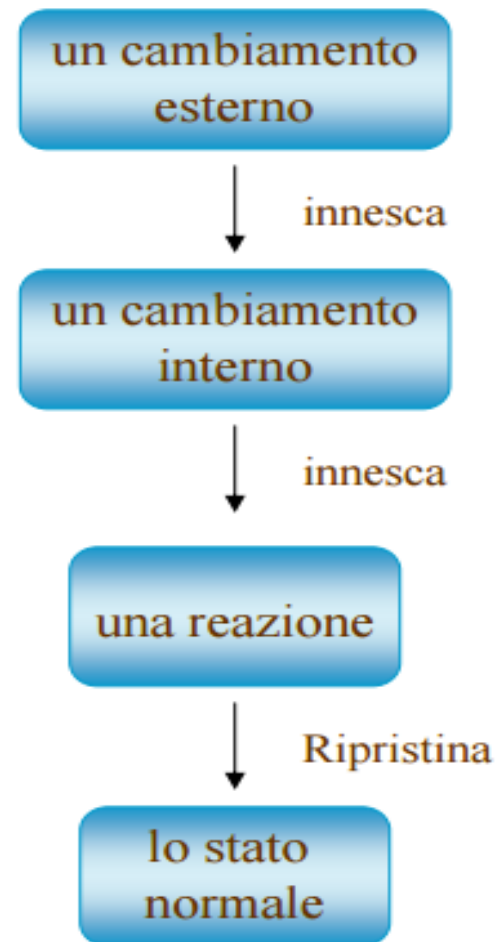 un cambiamento
esterno
innesca
un cambiamento
interno
innesca
una reazione
Ripristina
lo stato
normale